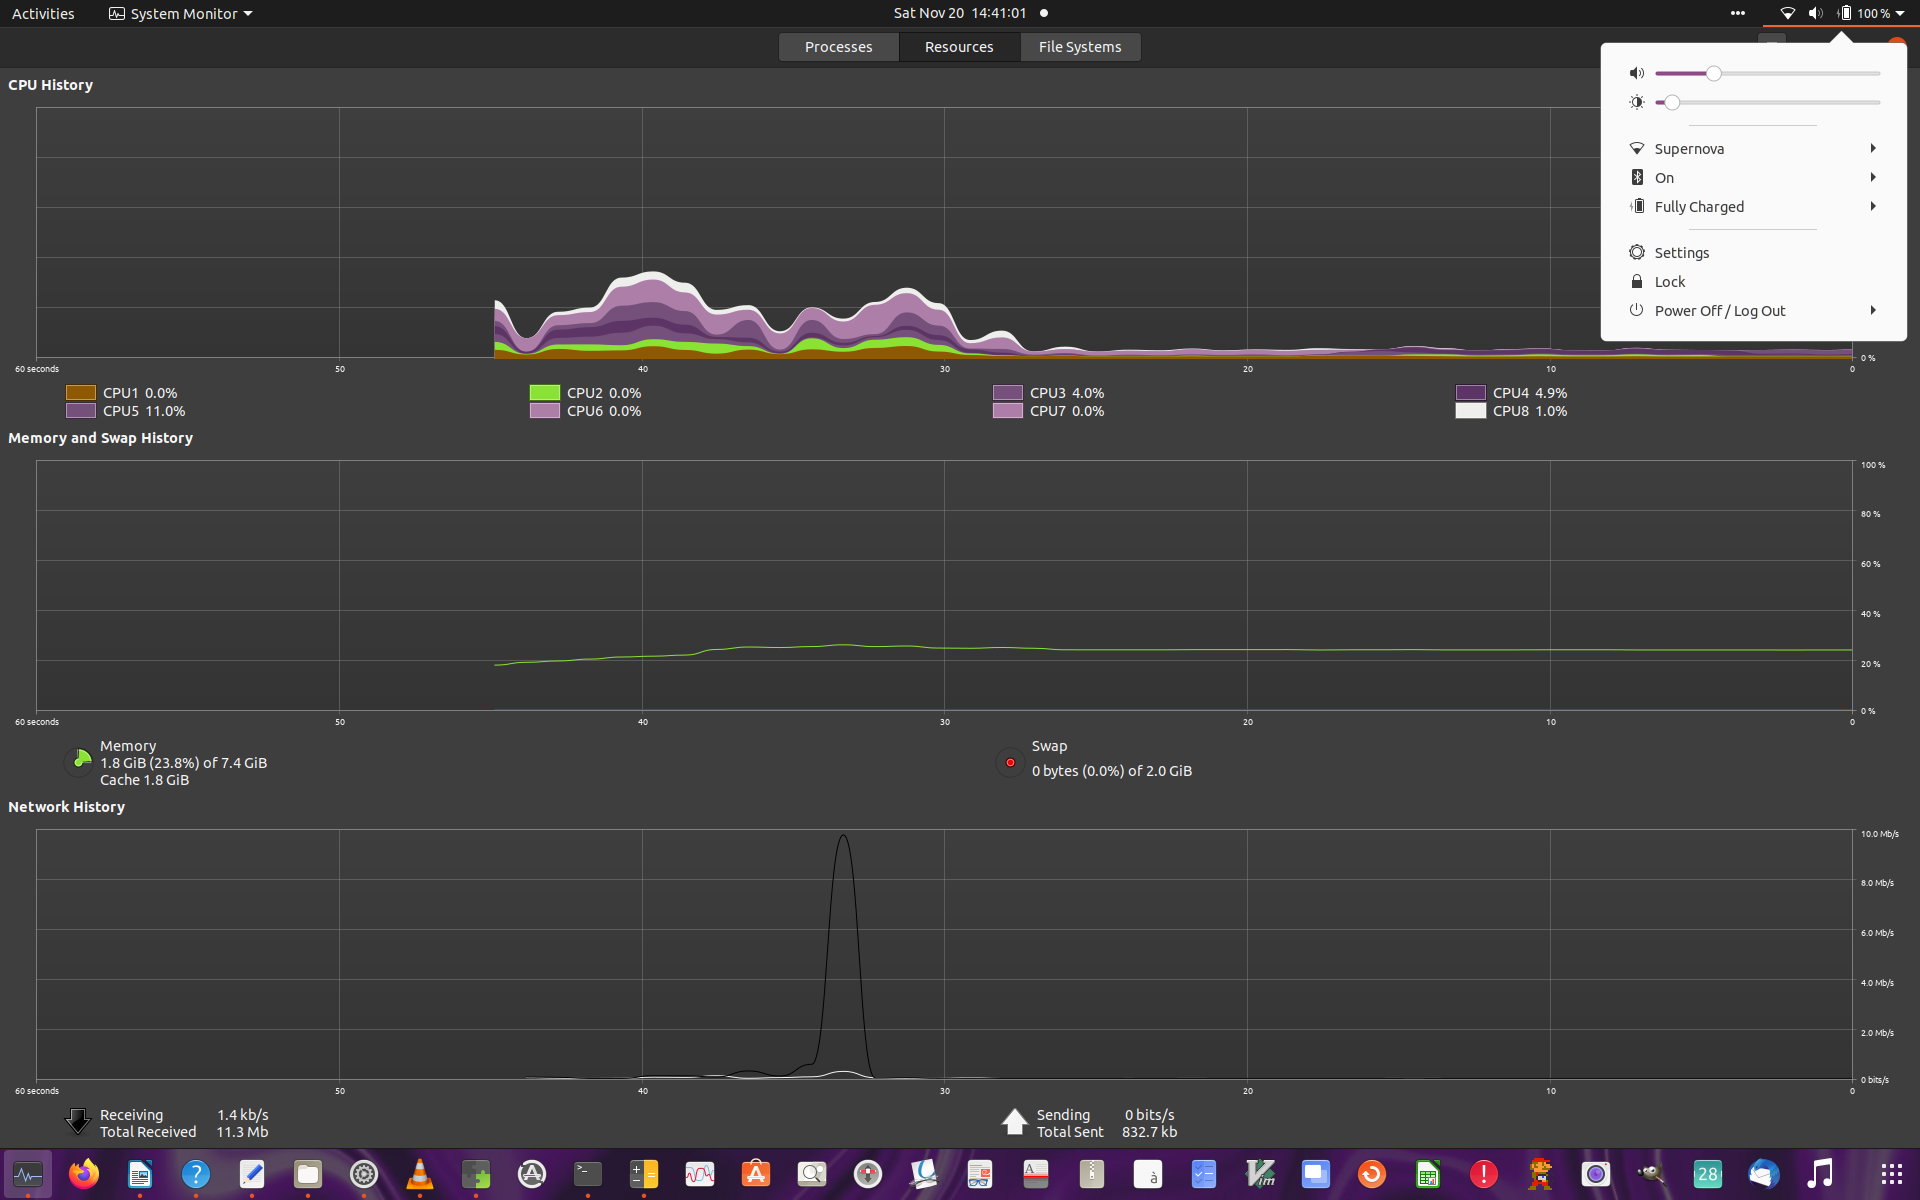 Activities System Monitor Sat Nov 20 14:41:01 100 %
Processes Resources File Systems
CPU History
Supernova
On
Fully Charged
Settings
Lock
Power Off / Log Out
0 %
60 seconds 50 40 30 20 10 0
CPU1 0.0% CPU2 0.0% CPU3 4.0% CPU4 4.9%
CPU5 11.0% CPU6 0.0% CPU7 0.0% CPU8 1.0%
Memory and Swap History
100 %
80 %
60 %
40 %
20 %
0 %
60 seconds 50 40 30 20 10 0
Memory
1.8 GiB (23.8%) of 7.4 GiB
Cache 1.8 GiB
Swap
0 bytes (0.0%) of 2.0 GiB
Network History
10.0 Mb/s
8.0 Mb/s
6.0 Mb/s
4.0 Mb/s
2.0 Mb/s
0 bits/s
60 seconds 50 40 30 20 10 0
Receiving 1.4 kb/s
Total Received 11.3 Mb
Sending 0 bits/s
Total Sent 832.7 kb
? >_ A à Vim ! 28